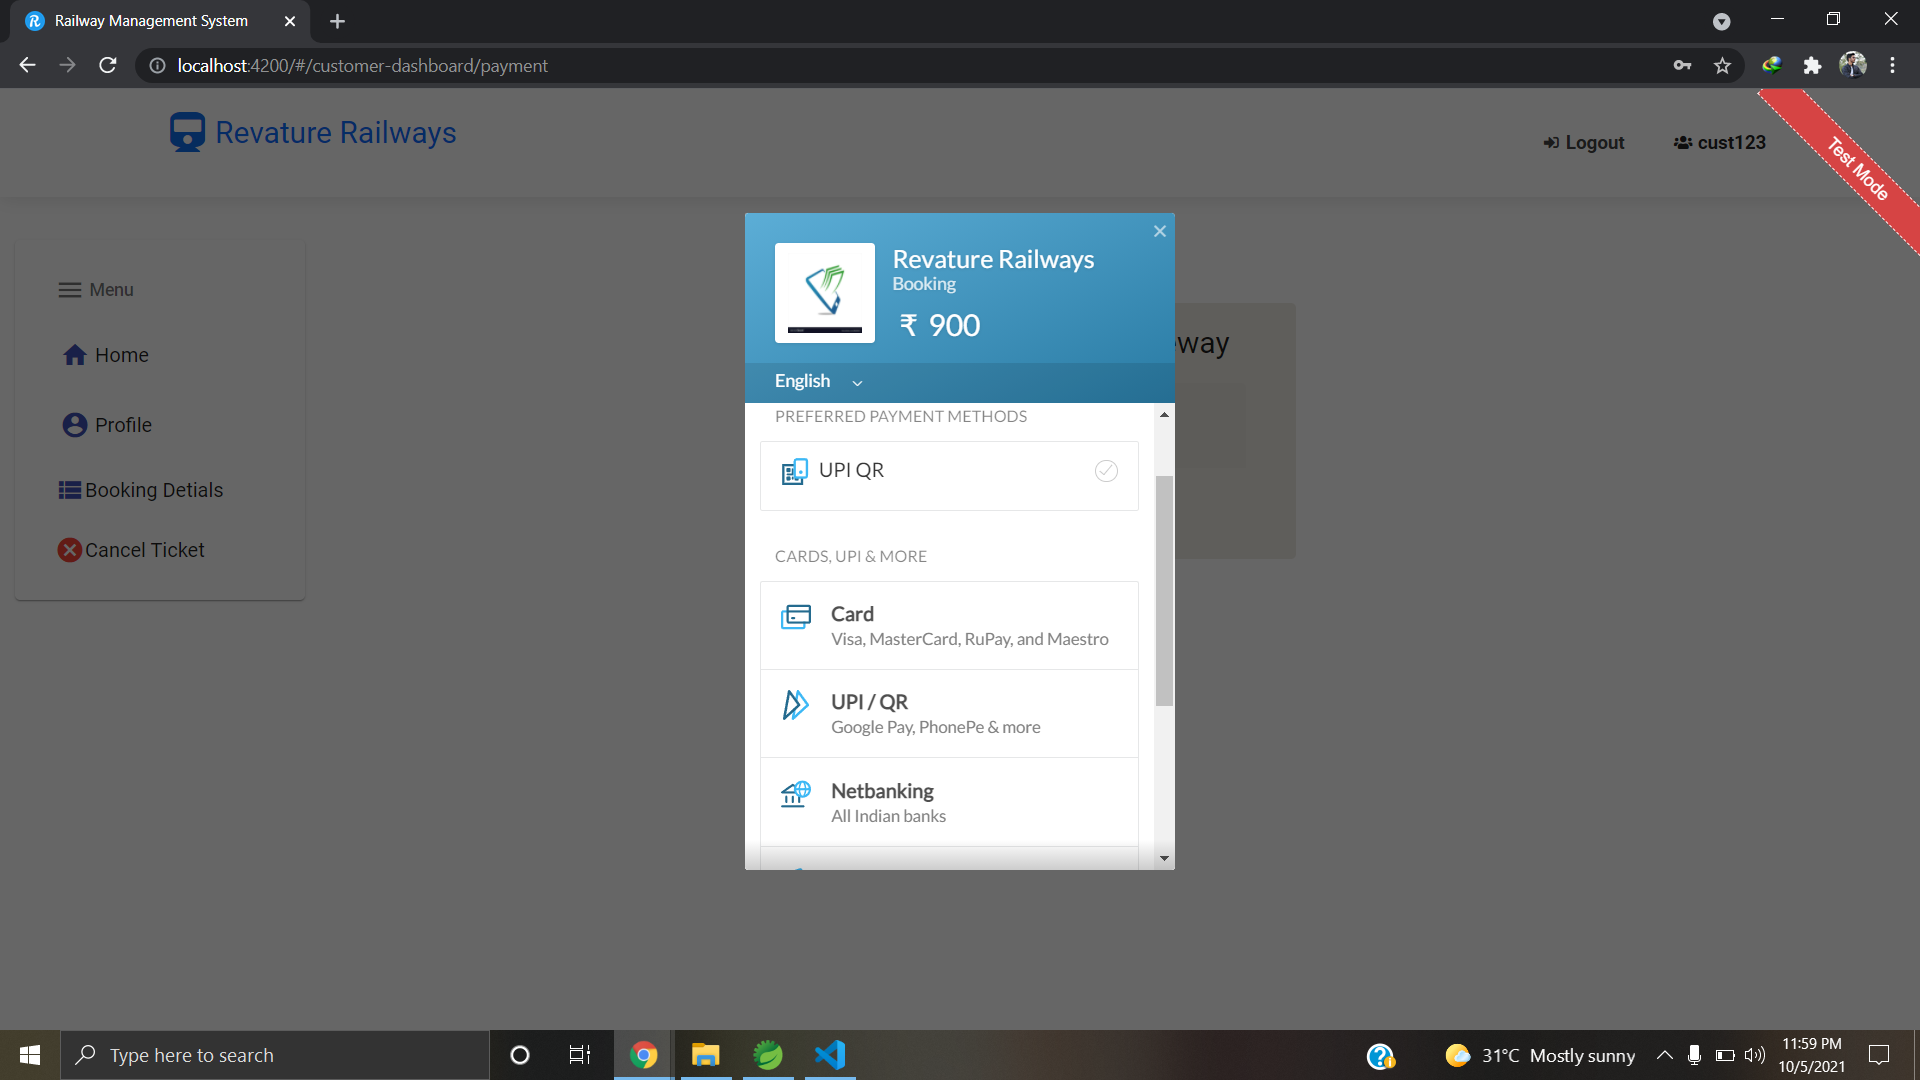 Railway Management System
localhost:4200/#/customer-dashboard/payment
Revature Railways
Logout
cust123
Test Mode
Menu
Home
Profile
Booking Detials
Cancel Ticket
Revature Railways
Booking
₹ 900
English
PREFERRED PAYMENT METHODS
UPI QR
CARDS, UPI & MORE
Card
Visa, MasterCard, RuPay, and Maestro
UPI / QR
Google Pay, PhonePe & more
Netbanking
All Indian banks
Type here to search
31°C Mostly sunny
11:59 PM
10/5/2021